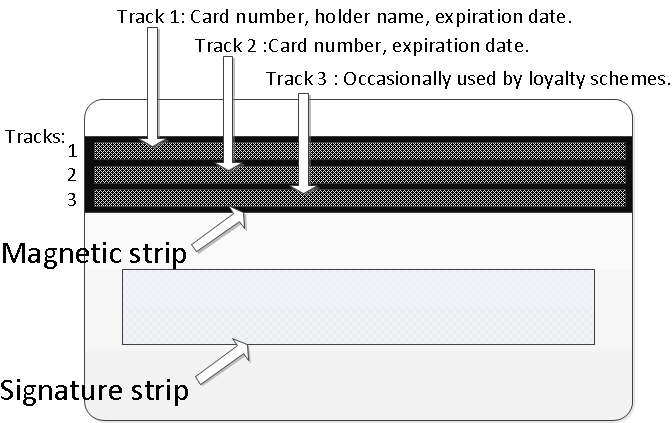 Track 1: Card number, holder name, expiration date.
Track 2 :Card number, expiration date.
Track 3 : Occasionally used by loyalty schemes.
Tracks:
1
2
3
Magnetic strip
Signature strip